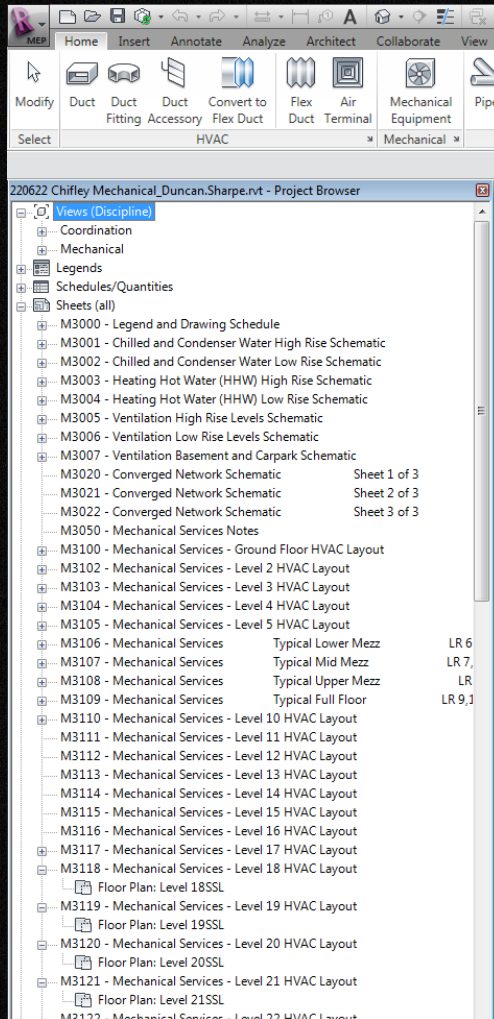 MEP
Home Insert Annotate Analyze Architect Collaborate View
Modify Duct Duct Fitting Duct Accessory Convert to Flex Duct Flex Duct Air Terminal Mechanical Equipment Pipe
Select HVAC Mechanical
220622 Chifley Mechanical_Duncan.Sharpe.rvt - Project Browser
Views (Discipline)
Coordination
Mechanical
Legends
Schedules/Quantities
Sheets (all)
M3000 - Legend and Drawing Schedule
M3001 - Chilled and Condenser Water High Rise Schematic
M3002 - Chilled and Condenser Water Low Rise Schematic
M3003 - Heating Hot Water (HHW) High Rise Schematic
M3004 - Heating Hot Water (HHW) Low Rise Schematic
M3005 - Ventilation High Rise Levels Schematic
M3006 - Ventilation Low Rise Levels Schematic
M3007 - Ventilation Basement and Carpark Schematic
M3020 - Converged Network Schematic Sheet 1 of 3
M3021 - Converged Network Schematic Sheet 2 of 3
M3022 - Converged Network Schematic Sheet 3 of 3
M3050 - Mechanical Services Notes
M3100 - Mechanical Services - Ground Floor HVAC Layout
M3102 - Mechanical Services - Level 2 HVAC Layout
M3103 - Mechanical Services - Level 3 HVAC Layout
M3104 - Mechanical Services - Level 4 HVAC Layout
M3105 - Mechanical Services - Level 5 HVAC Layout
M3106 - Mechanical Services Typical Lower Mezz LR 6
M3107 - Mechanical Services Typical Mid Mezz LR 7,
M3108 - Mechanical Services Typical Upper Mezz LR
M3109 - Mechanical Services Typical Full Floor LR 9,1
M3110 - Mechanical Services - Level 10 HVAC Layout
M3111 - Mechanical Services - Level 11 HVAC Layout
M3112 - Mechanical Services - Level 12 HVAC Layout
M3113 - Mechanical Services - Level 13 HVAC Layout
M3114 - Mechanical Services - Level 14 HVAC Layout
M3115 - Mechanical Services - Level 15 HVAC Layout
M3116 - Mechanical Services - Level 16 HVAC Layout
M3117 - Mechanical Services - Level 17 HVAC Layout
M3118 - Mechanical Services - Level 18 HVAC Layout
Floor Plan: Level 18SSL
M3119 - Mechanical Services - Level 19 HVAC Layout
Floor Plan: Level 19SSL
M3120 - Mechanical Services - Level 20 HVAC Layout
Floor Plan: Level 20SSL
M3121 - Mechanical Services - Level 21 HVAC Layout
Floor Plan: Level 21SSL
M3122 - Mechanical Services - Level 22 HVAC Layout